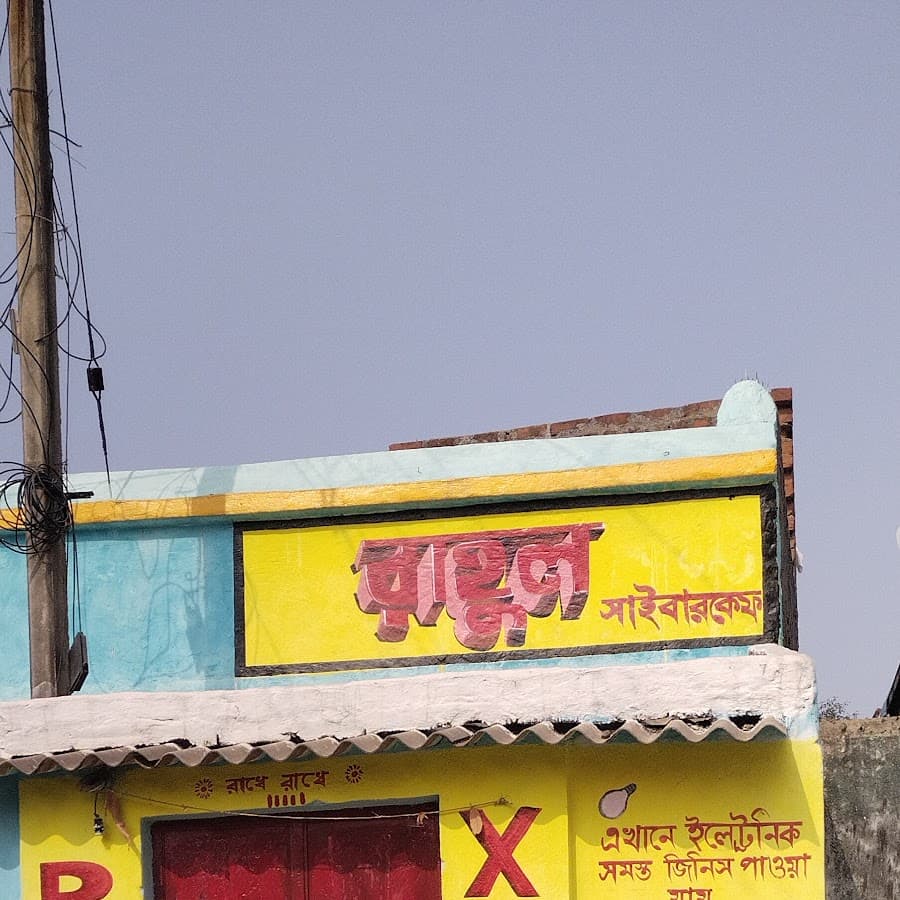 রাহুল
সাইবারকেফ
রাধে রাধে
R
X
এখানে ইলেট্রনিক
সমস্ত জিনিস পাওয়া
যায়